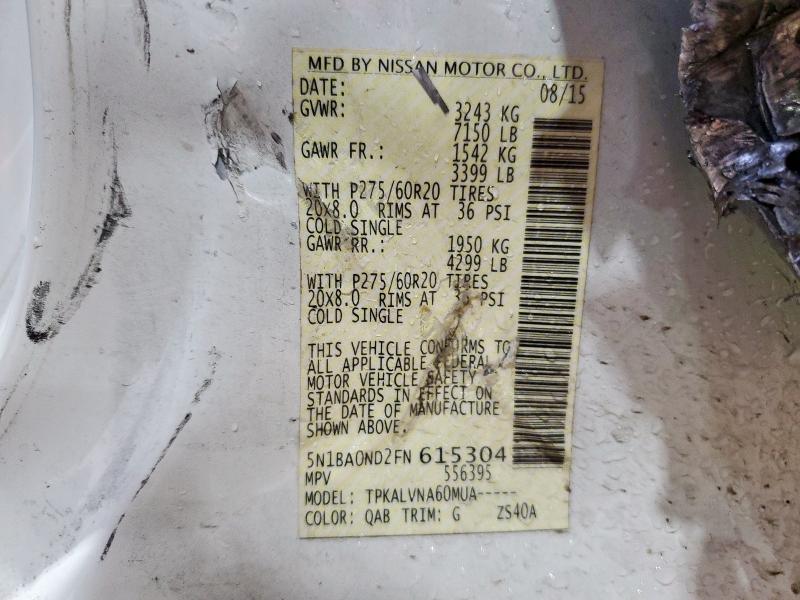 MFD BY NISSAN MOTOR CO., LTD.
DATE: 08/15
GVWR: 3243 KG
7150 LB
GAWR FR.: 1542 KG
3399 LB
WITH P275/60R20 TIRES
20X8.0 RIMS AT 36 PSI
COLD SINGLE
GAWR RR.: 1950 KG
4299 LB
WITH P275/60R20 TIRES
20X8.0 RIMS AT PSI
COLD SINGLE
THIS VEHICLE CONFORMS TO
ALL APPLICABLE FEDERAL
MOTOR VEHICLE SAFETY
STANDARDS IN EFFECT ON
THE DATE OF MANUFACTURE
SHOWN ABOVE.
5N1BA0ND2FN 615304
MPV 556395
MODEL: TPKALVNA60MUA-----
COLOR: QAB TRIM: G ZS40A